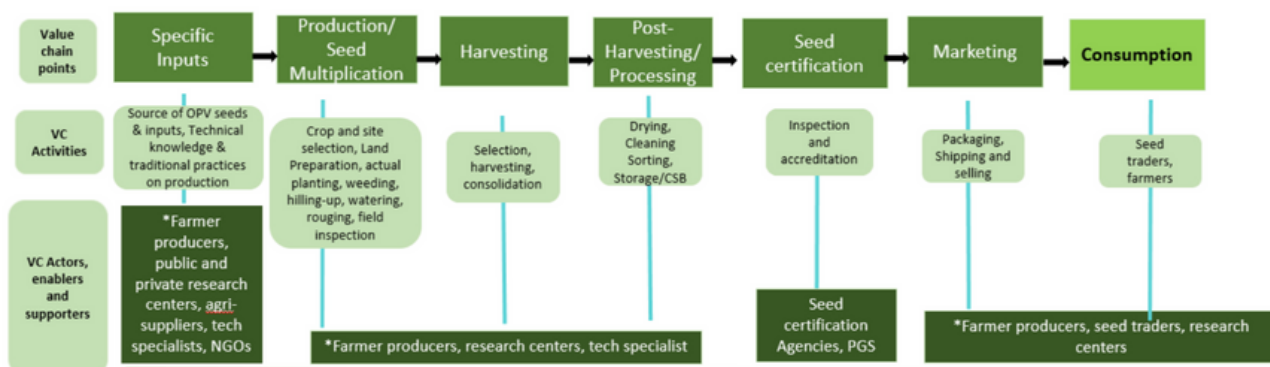 Value
chain
points
Specific
Inputs
Production/
Seed
Multiplication
Harvesting
Post-
Harvesting/
Processing
Seed
certification
Marketing
Consumption
VC
Activities
Source of OPV seeds
& inputs, Technical
knowledge &
traditional practices
on production
Crop and site
selection, Land
Preparation, actual
planting, weeding,
hilling-up, watering,
rouging, field
inspection
Selection,
harvesting,
consolidation
Drying,
Cleaning
Sorting,
Storage/CSB
Inspection
and
accreditation
Packaging,
Shipping and
selling
Seed
traders,
farmers
VC Actors,
enablers
and
supporters
*Farmer
producers,
public and
private research
centers, agri-
suppliers, tech
specialists, NGOs
*Farmer producers, research centers, tech specialist
Seed
certification
Agencies, PGS
*Farmer producers, seed traders, research
centers